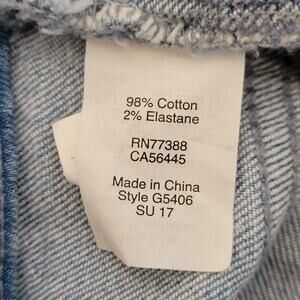 98% Cotton
2% Elastane
RN77388
CA56445
Made in China
Style G5406
SU 17